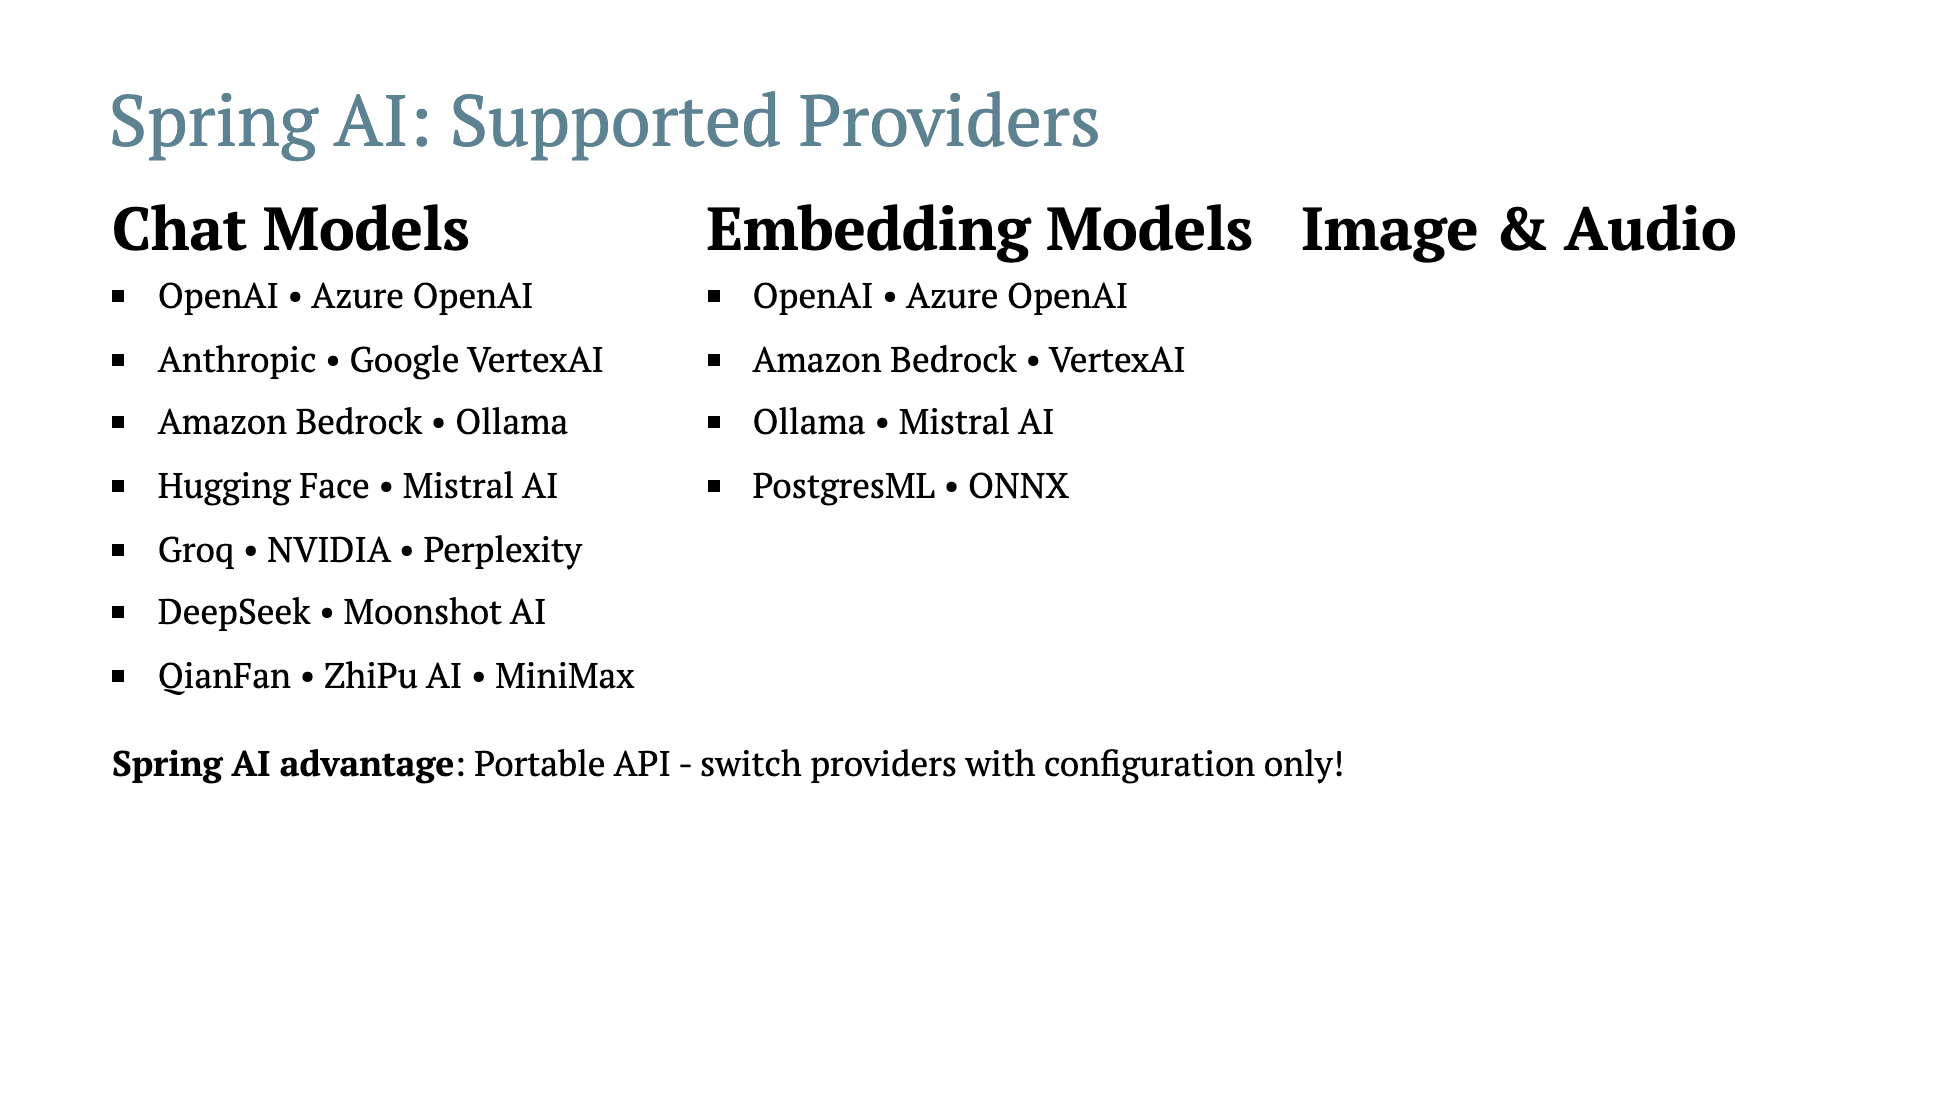 Spring AI: Supported Providers
Chat Models
▪ OpenAI • Azure OpenAI
▪ Anthropic • Google VertexAI
▪ Amazon Bedrock • Ollama
▪ Hugging Face • Mistral AI
▪ Groq • NVIDIA • Perplexity
▪ DeepSeek • Moonshot AI
▪ QianFan • ZhiPu AI • MiniMax
Embedding Models
▪ OpenAI • Azure OpenAI
▪ Amazon Bedrock • VertexAI
▪ Ollama • Mistral AI
▪ PostgresML • ONNX
Image & Audio
Spring AI advantage: Portable API - switch providers with configuration only!